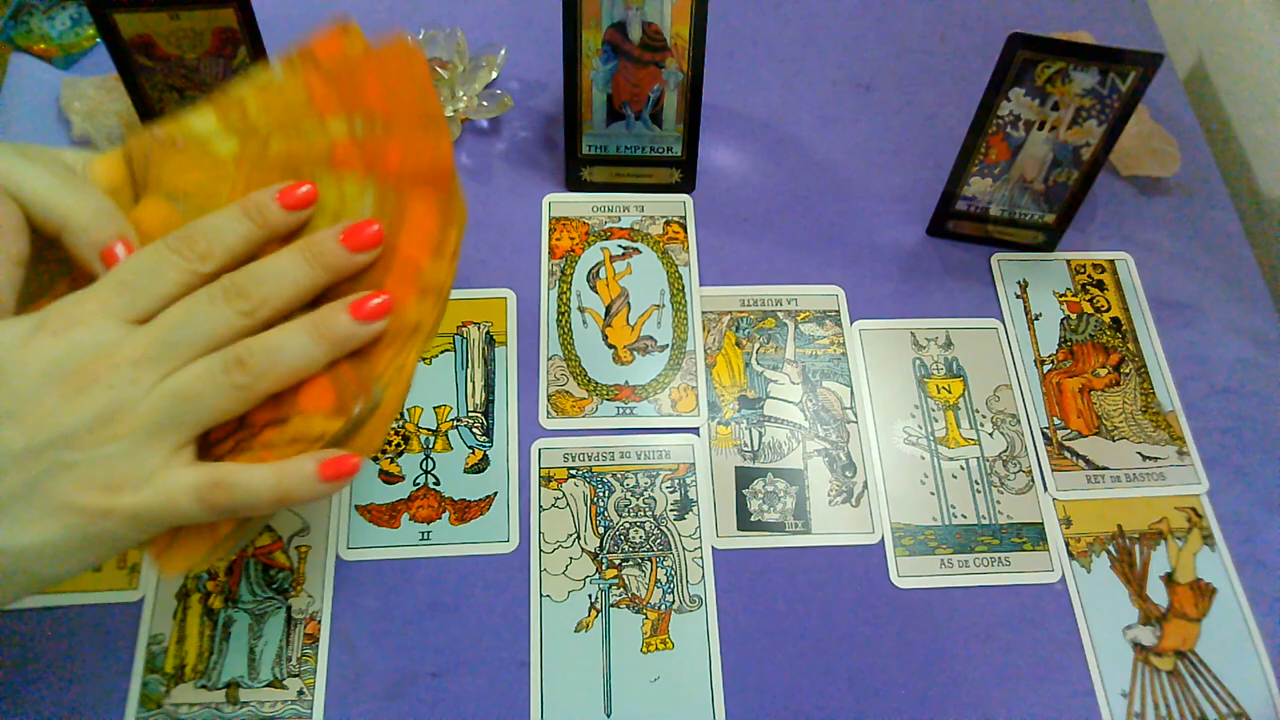 THE EMPEROR.
THE TOWER
EL MUNDO
XXI
LA MUERTE
XIII
REINA DE ESPADAS
II
AS DE COPAS
REY DE BASTOS